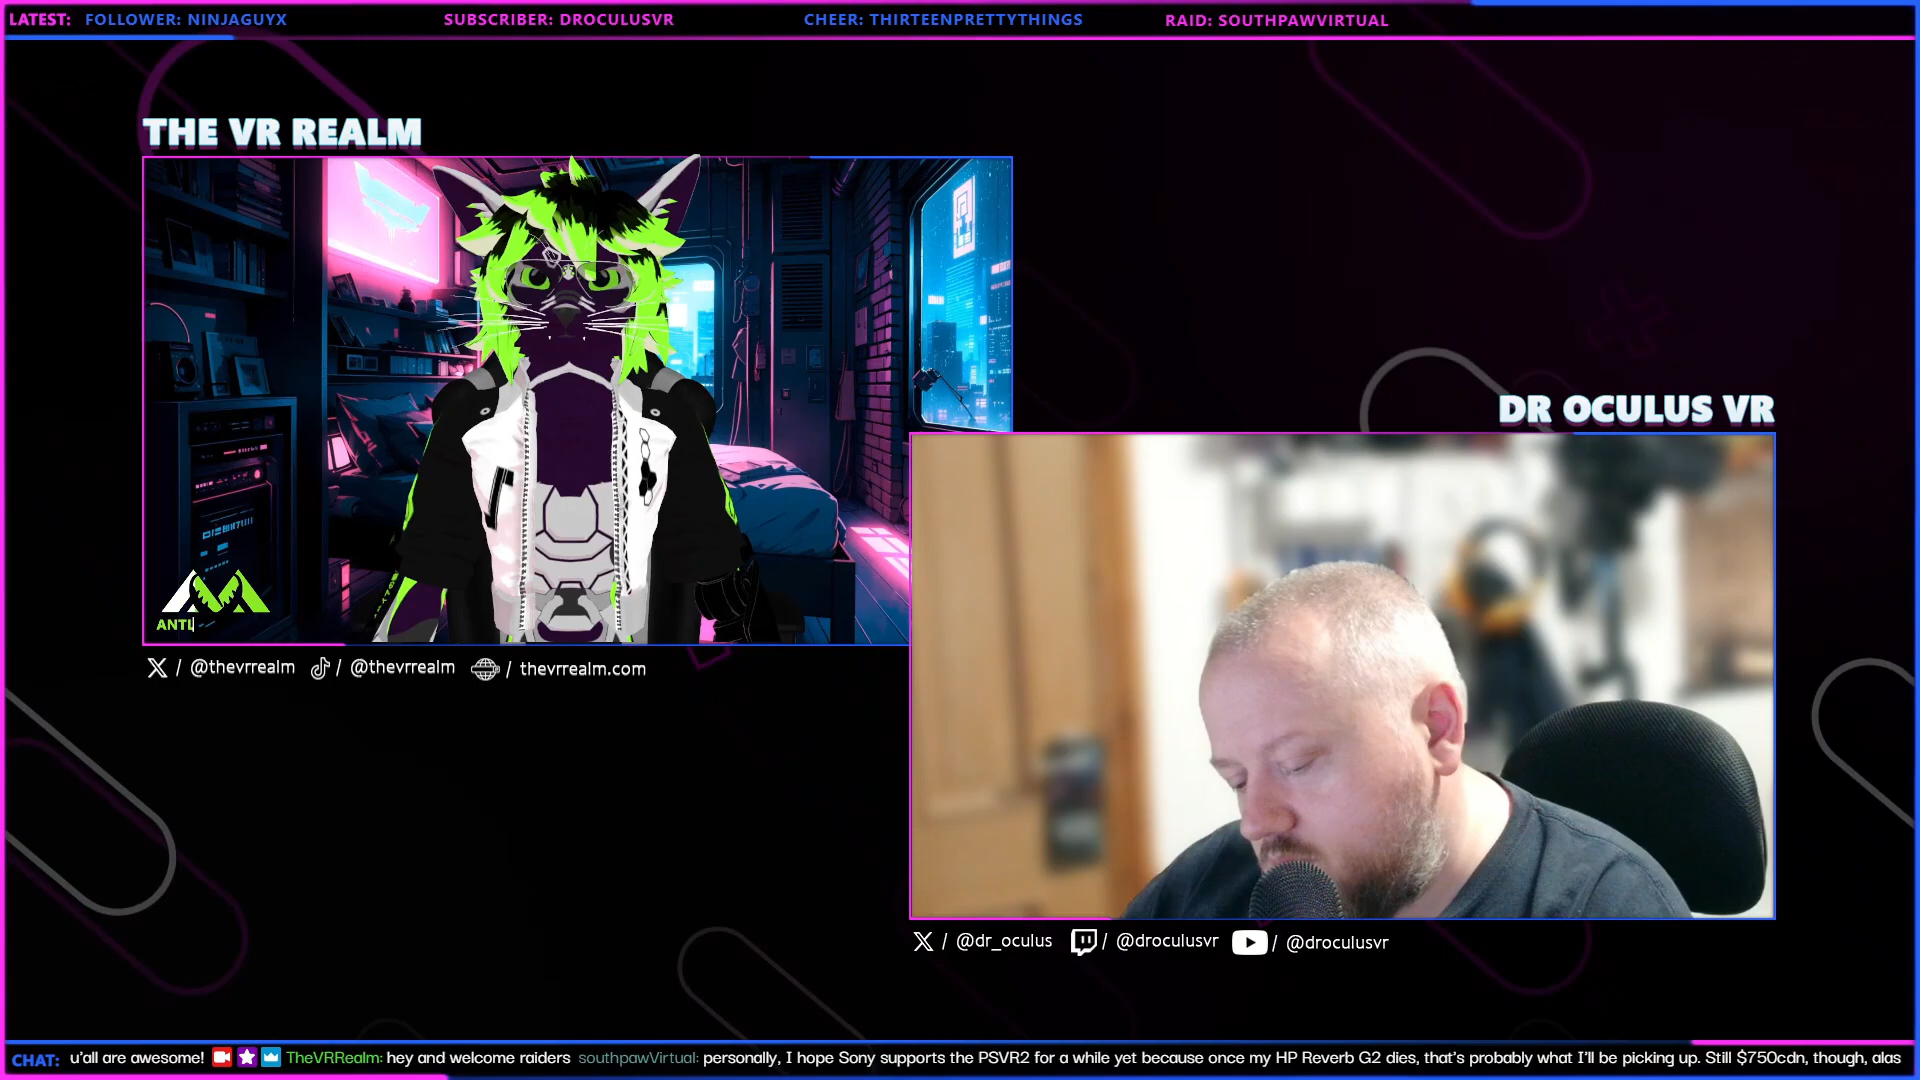 LATEST: FOLLOWER: NINJAGUYX SUBSCRIBER: DROCULUSVR CHEER: THIRTEENPRETTYTHINGS RAID: SOUTHPAWVIRTUAL
THE VR REALM
ANTL
/ @thevrrealm / @thevrrealm / thevrrealm.com
DR OCULUS VR
/ @dr_oculus / @droculusvr / @droculusvr
CHAT: u'all are awesome! TheVRRealm: hey and welcome raiders southpawVirtual: personally, I hope Sony supports the PSVR2 for a while yet because once my HP Reverb G2 dies, that's probably what I'll be picking up. Still $750cdn, though, alas